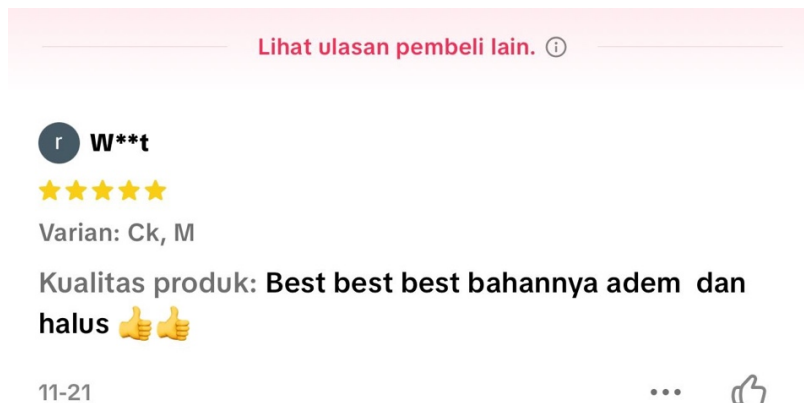 Lihat ulasan pembeli lain.
r W**t
Varian: Ck, M
Kualitas produk: Best best best bahannya adem dan
halus 👍👍
11-21